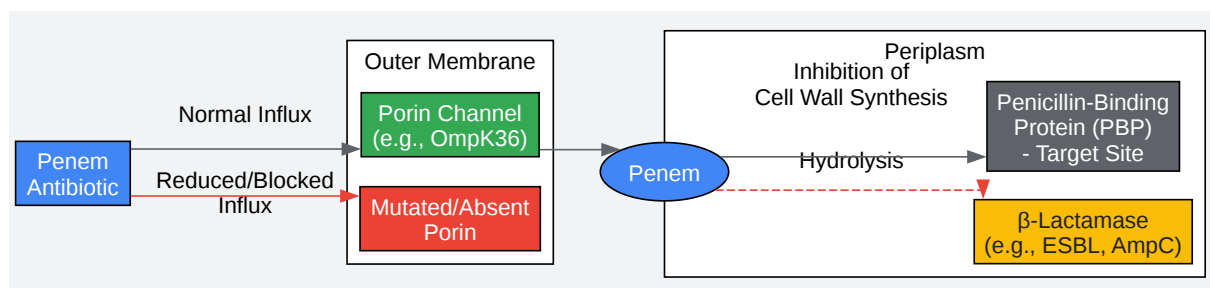 Penem
Antibiotic
Normal Influx
Reduced/Blocked
Influx
Outer Membrane
Porin Channel
(e.g., OmpK36)
Mutated/Absent
Porin
Periplasm
Penem
Inhibition of
Cell Wall Synthesis
Hydrolysis
Penicillin-Binding
Protein (PBP)
- Target Site
β-Lactamase
(e.g., ESBL, AmpC)